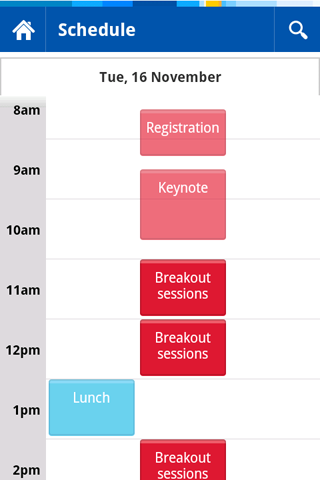 Schedule
Tue, 16 November
8am
Registration
9am
Keynote
10am
11am
Breakout
sessions
12pm
Breakout
sessions
Lunch
1pm
2pm
Breakout
sessions